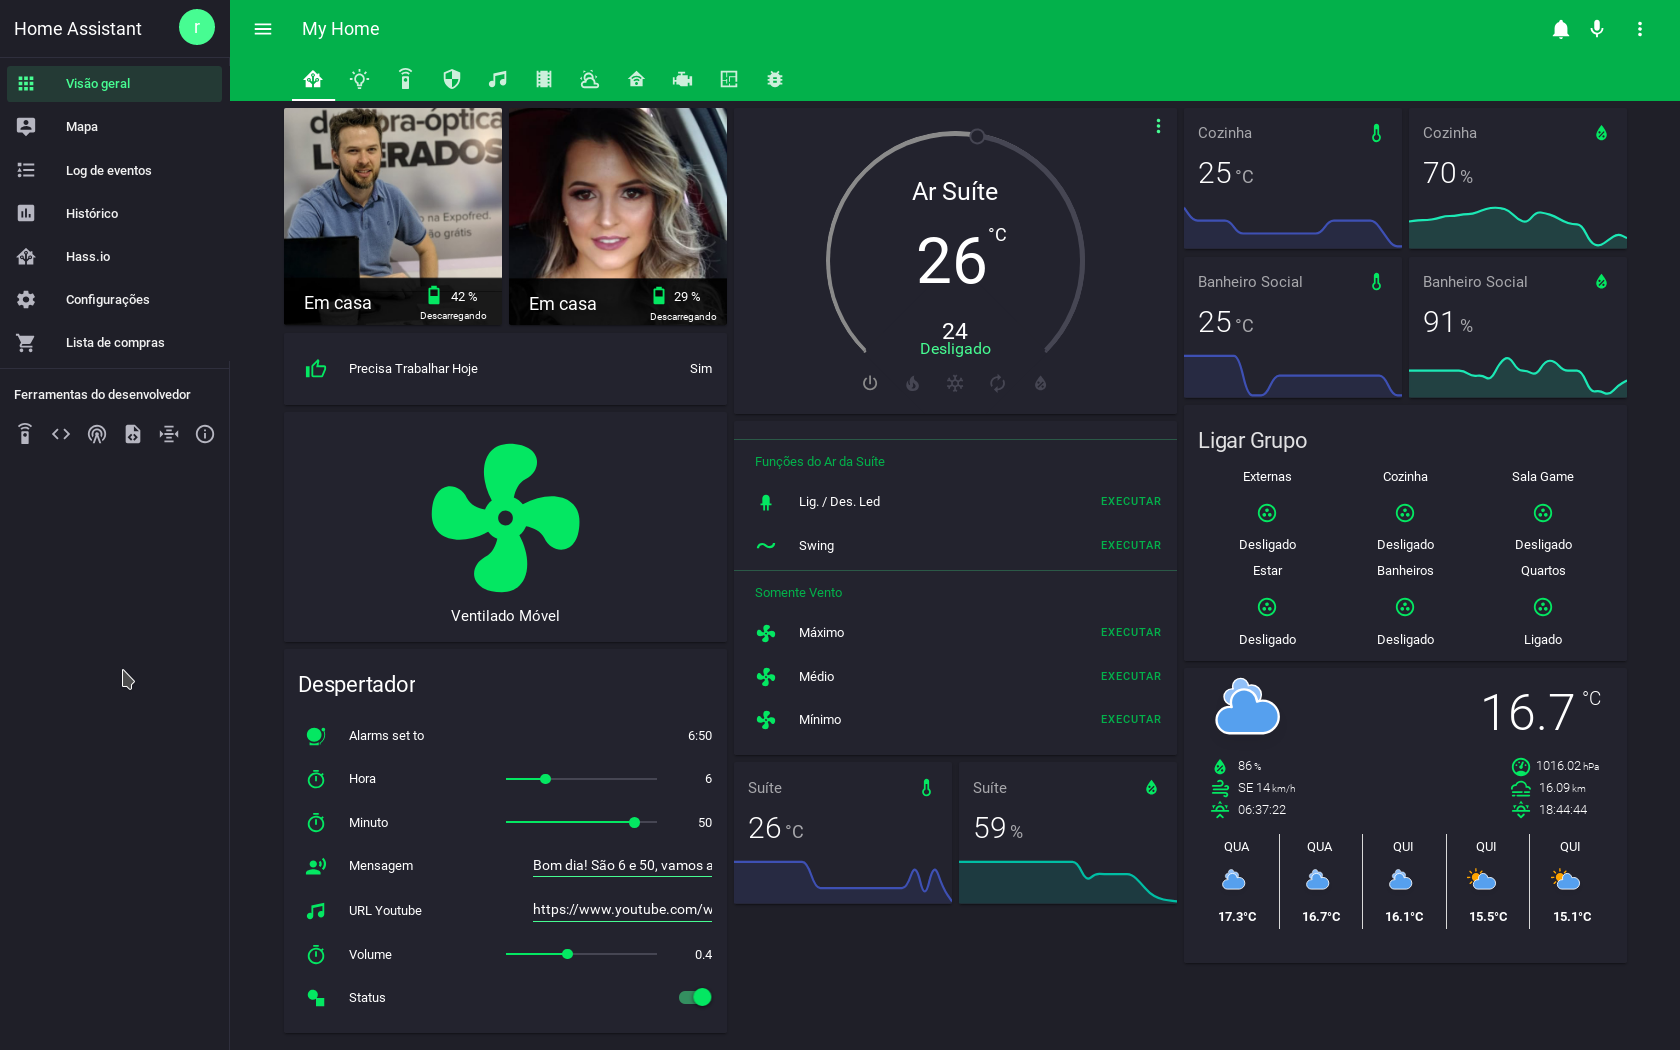 Home Assistant
r
My Home
Visão geral
Mapa
Log de eventos
Histórico
Hass.io
Configurações
Lista de compras
Ferramentas do desenvolvedor
Em casa
42 %
Descarregando
Em casa
29 %
Descarregando
Precisa Trabalhar Hoje
Sim
Ventilado Móvel
Despertador
Alarms set to
6:50
Hora
6
Minuto
50
Mensagem
Bom dia! São 6 e 50, vamos a
URL Youtube
https://www.youtube.com/w
Volume
0.4
Status
Ar Suíte
26 °C
24
Desligado
Funções do Ar da Suíte
Lig. / Des. Led
EXECUTAR
Swing
EXECUTAR
Somente Vento
Máximo
EXECUTAR
Médio
EXECUTAR
Mínimo
EXECUTAR
Suíte
26 °C
Suíte
59 %
Cozinha
25 °C
Cozinha
70 %
Banheiro Social
25 °C
Banheiro Social
91 %
Ligar Grupo
Externas Cozinha Sala Game
Desligado Desligado Desligado
Estar Banheiros Quartos
Desligado Desligado Ligado
16.7 °C
86 %
1016.02 hPa
SE 14 km/h
16.09 km
06:37:22
18:44:44
QUA QUA QUI QUI QUI
17.3°C 16.7°C 16.1°C 15.5°C 15.1°C